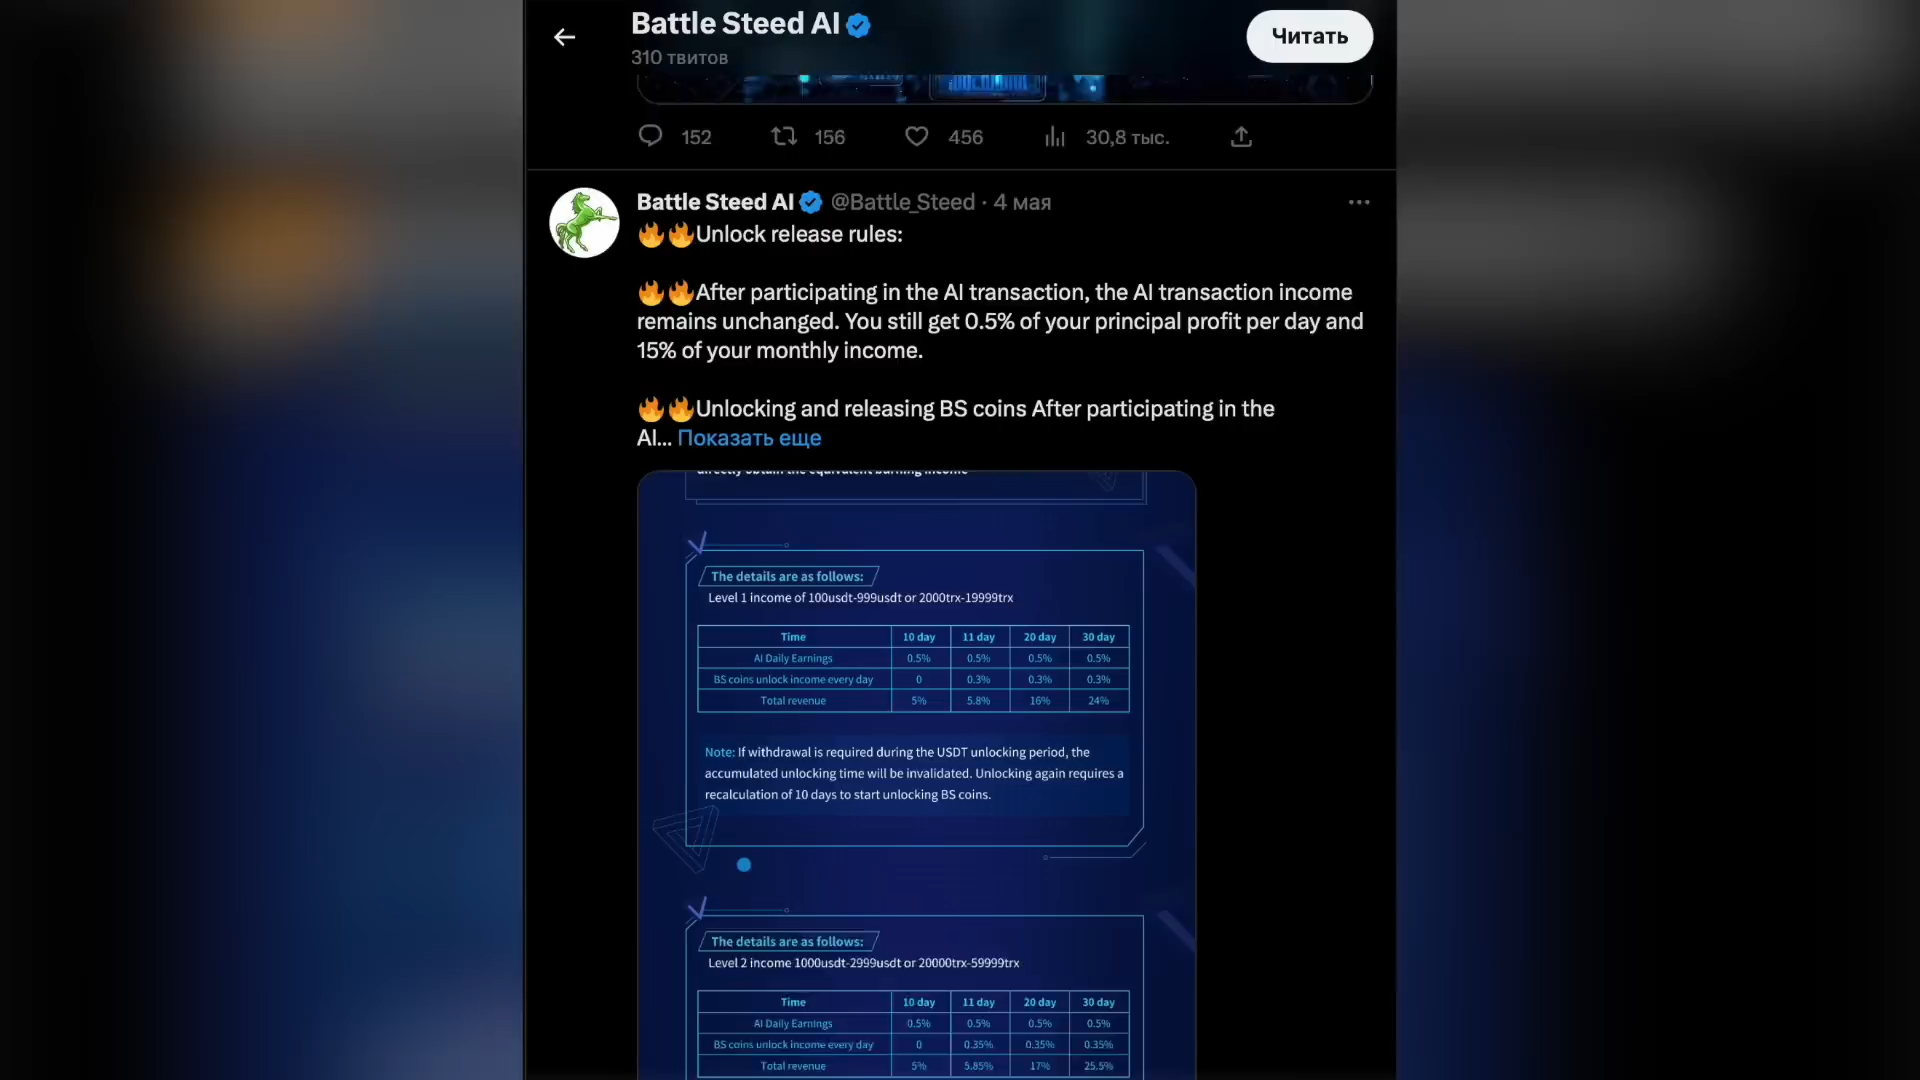 Battle Steed AI
310 твитов
Читать
152 156 456 30,8 тыс.
Battle Steed AI @Battle_Steed · 4 мая
🔥🔥Unlock release rules:
🔥🔥After participating in the AI transaction, the AI transaction income
remains unchanged. You still get 0.5% of your principal profit per day and
15% of your monthly income.
🔥🔥Unlocking and releasing BS coins After participating in the
AI... Показать еще
directly obtain the equivalent burning income
The details are as follows:
Level 1 income of 100usdt-999usdt or 2000trx-19999trx
Time 10 day 11 day 20 day 30 day
AI Daily Earnings 0.5% 0.5% 0.5% 0.5%
BS coins unlock income every day 0 0.3% 0.3% 0.3%
Total revenue 5% 5.8% 16% 24%
Note: If withdrawal is required during the USDT unlocking period, the
accumulated unlocking time will be invalidated. Unlocking again requires a
recalculation of 10 days to start unlocking BS coins.
The details are as follows:
Level 2 income 1000usdt-2999usdt or 20000trx-59999trx
Time 10 day 11 day 20 day 30 day
AI Daily Earnings 0.5% 0.5% 0.5% 0.5%
BS coins unlock income every day 0 0.35% 0.35% 0.35%
Total revenue 5% 5.85% 17% 25.5%